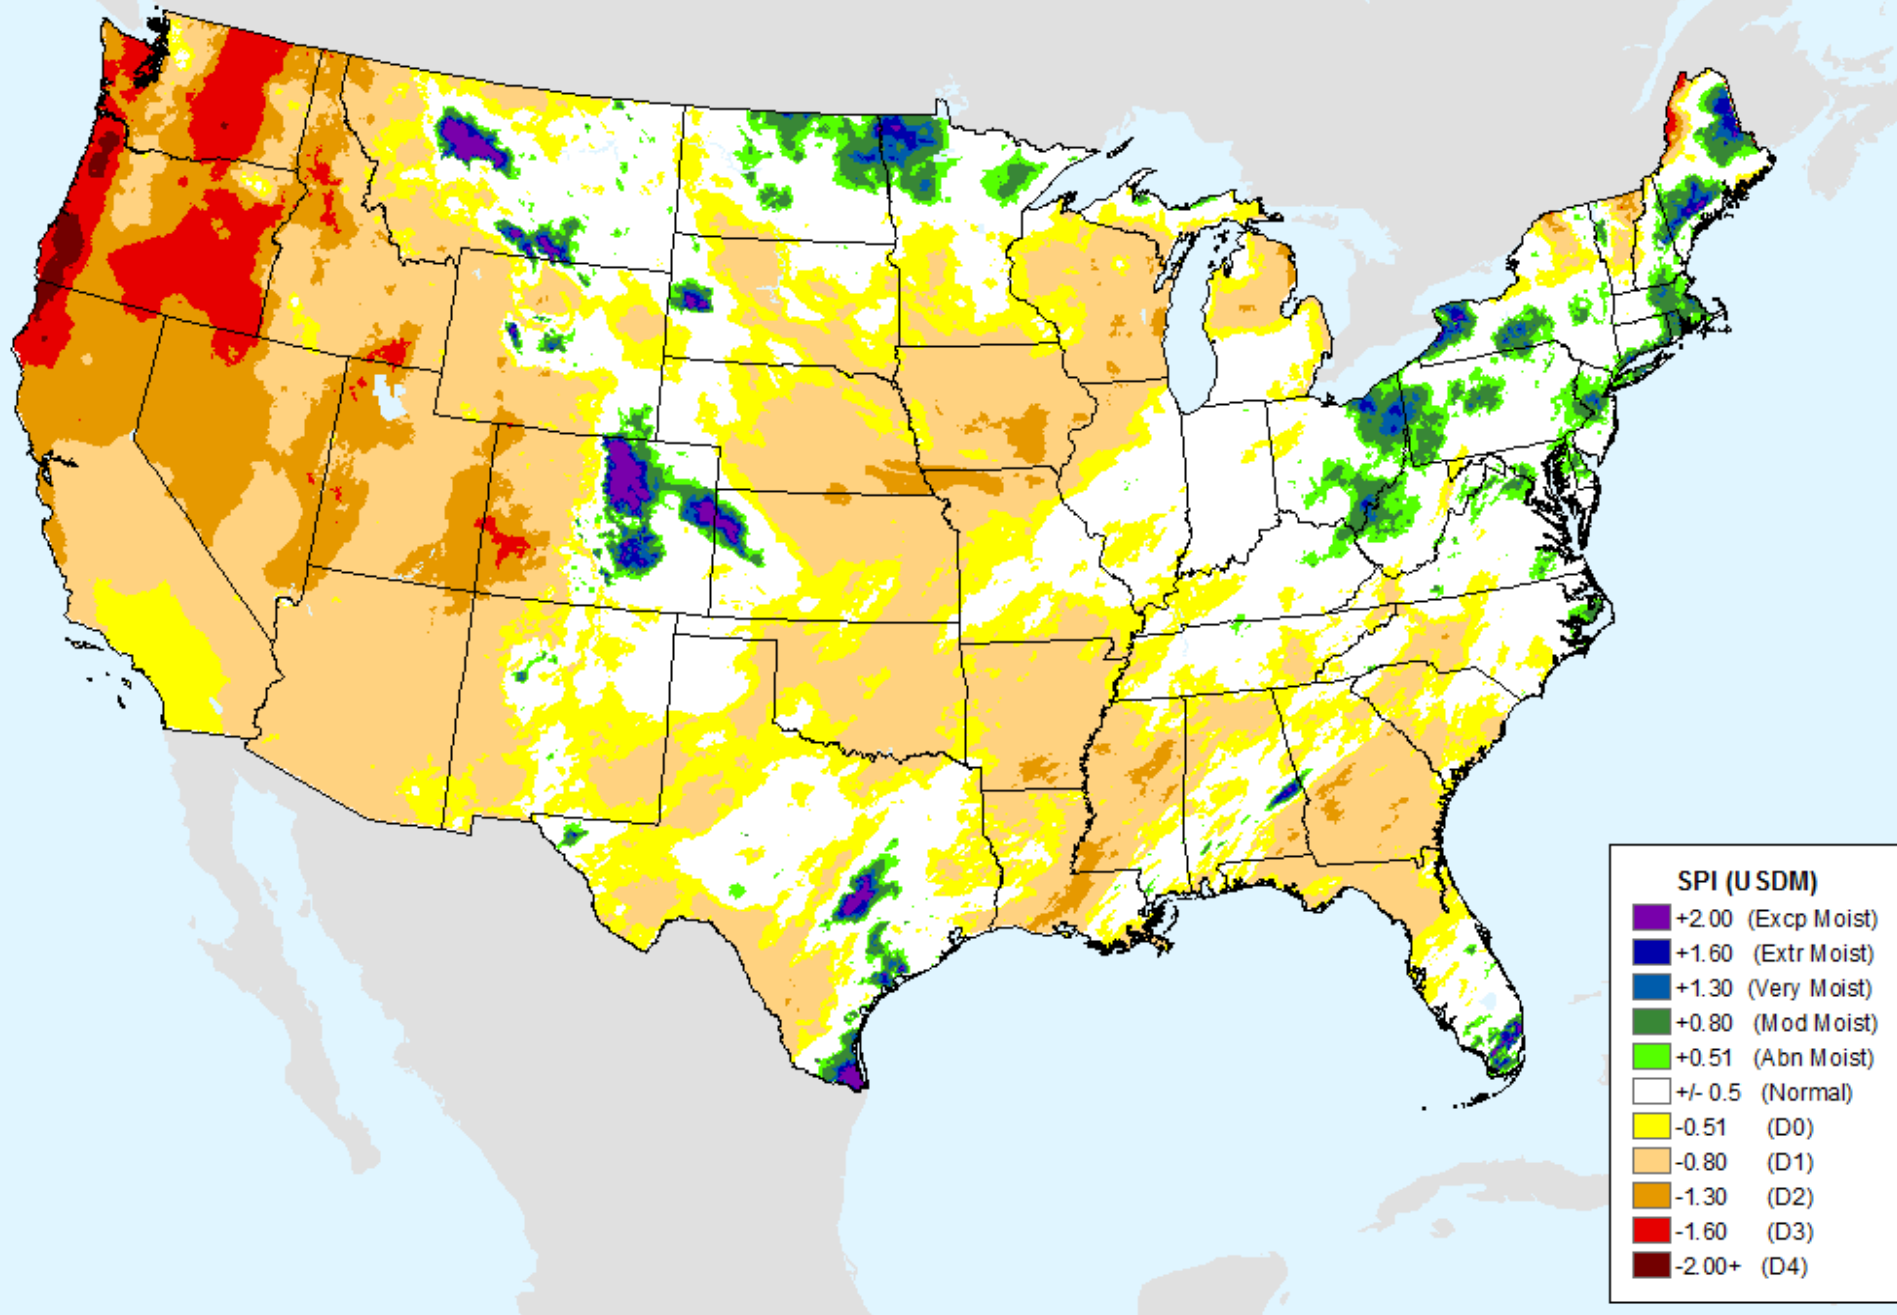 SPI (USDM)
+2.00 (Excp Moist)
+1.60 (Extr Moist)
+1.30 (Very Moist)
+0.80 (Mod Moist)
+0.51 (Abn Moist)
+/- 0.5 (Normal)
-0.51 (D0)
-0.80 (D1)
-1.30 (D2)
-1.60 (D3)
-2.00+ (D4)